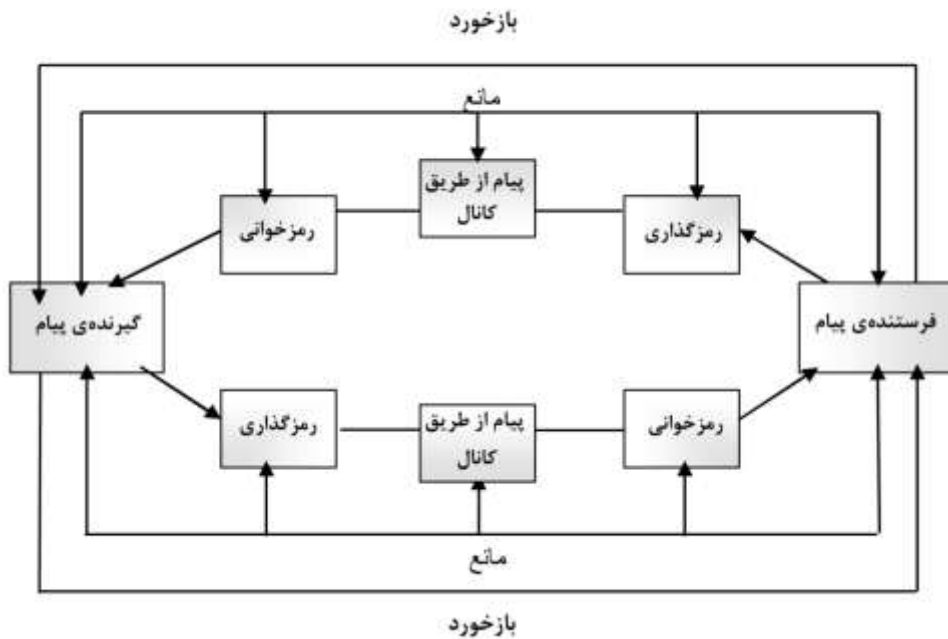 بازخورد
مانع
پیام از طریق
کانال
رمزگذاری
رمزخوانی
فرستنده‌ی پیام
گیرنده‌ی پیام
رمزخوانی
پیام از طریق
کانال
رمزگذاری
مانع
بازخورد